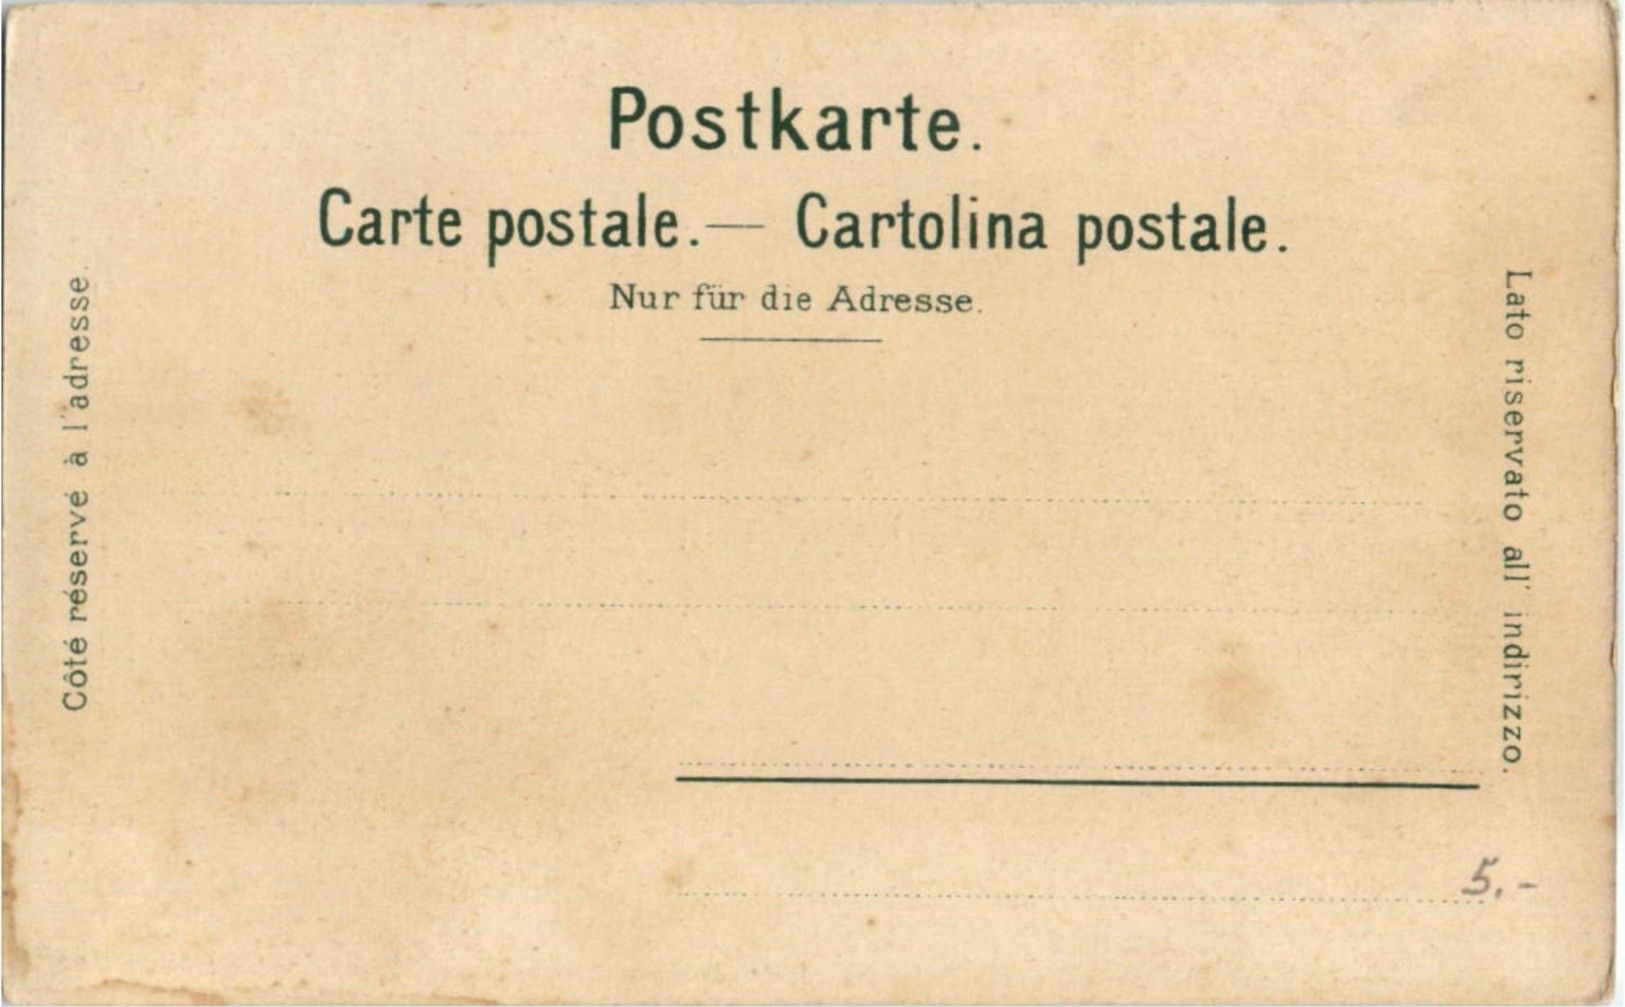 Postkarte.
Carte postale.— Cartolina postale.
Nur für die Adresse.
Côté réservé à l'adresse.
Lato riservato all' indirizzo.
5.-